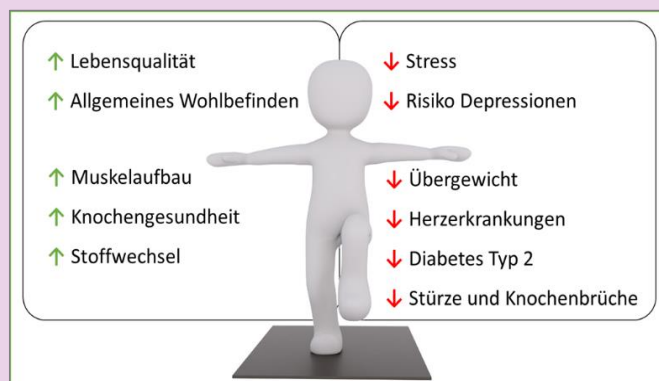 ↑ Lebensqualität
↑ Allgemeines Wohlbefinden
↑ Muskelaufbau
↑ Knochengesundheit
↑ Stoffwechsel
↓ Stress
↓ Risiko Depressionen
↓ Übergewicht
↓ Herzerkrankungen
↓ Diabetes Typ 2
↓ Stürze und Knochenbrüche